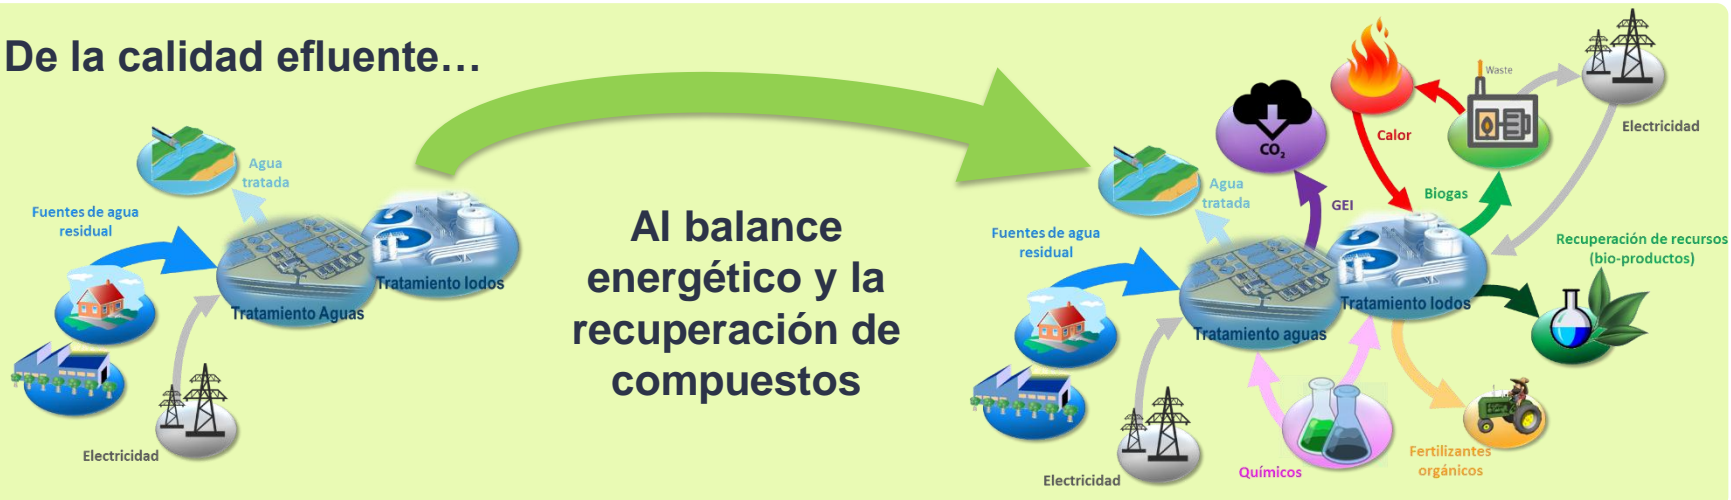 De la calidad efluente…
Agua
tratada
Fuentes de agua
residual
Tratamiento lodos
Tratamiento Aguas
Electricidad
Al balance
energético y la
recuperación de
compuestos
Waste
Electricidad
Calor
CO2
Biogas
Agua
tratada
GEI
Fuentes de agua
residual
Recuperación de recursos
(bio-productos)
Tratamiento lodos
Tratamiento aguas
Químicos
Fertilizantes
orgánicos
Electricidad